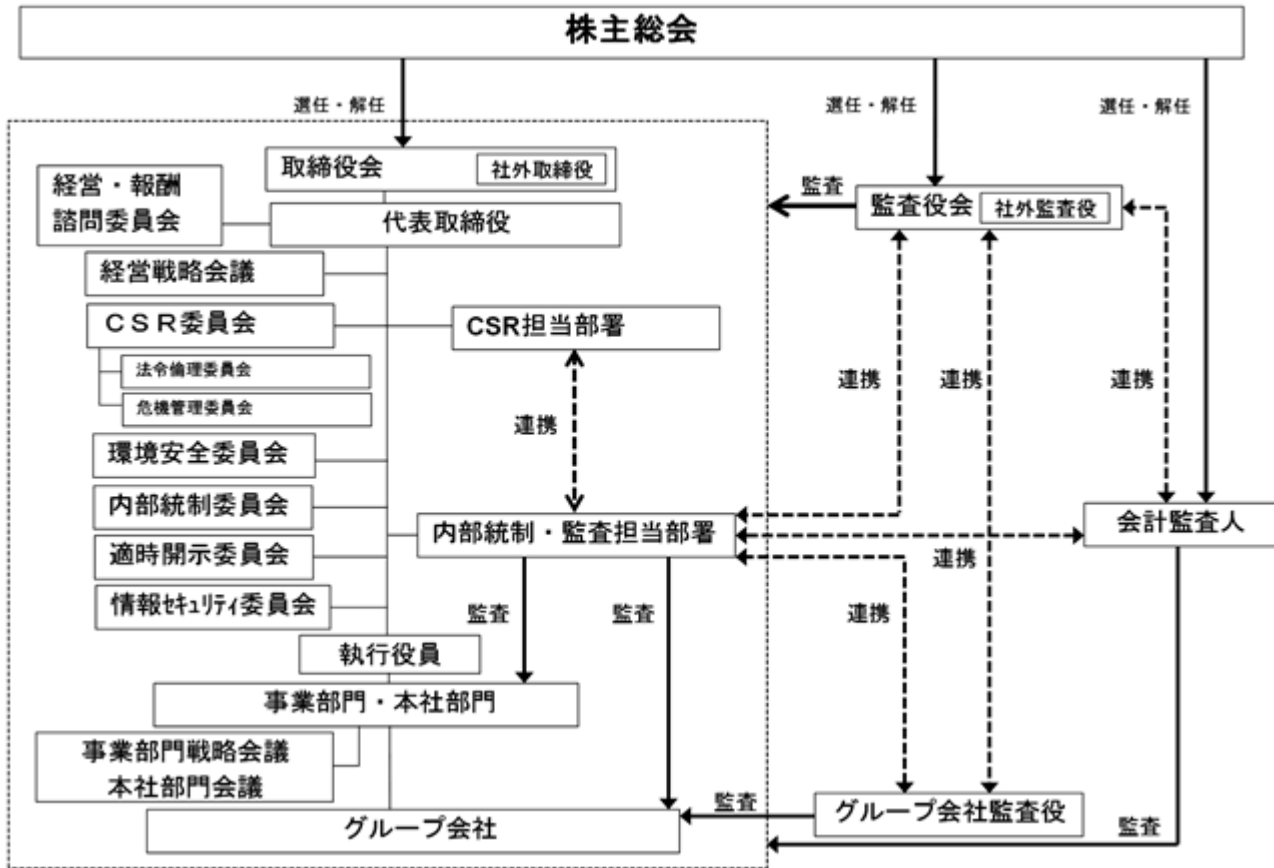 株主総会
選任・解任
選任・解任
選任・解任
取締役会
社外取締役
経営・報酬
諮問委員会
代表取締役
監査
監査役会
社外監査役
経営戦略会議
ＣＳＲ委員会
CSR担当部署
法令倫理委員会
危機管理委員会
連携
連携
連携
連携
環境安全委員会
内部統制委員会
内部統制・監査担当部署
会計監査人
適時開示委員会
連携
情報ｾｷｭﾘﾃｨ委員会
監査
監査
連携
執行役員
事業部門・本社部門
事業部門戦略会議
本社部門会議
監査
グループ会社監査役
グループ会社
監査